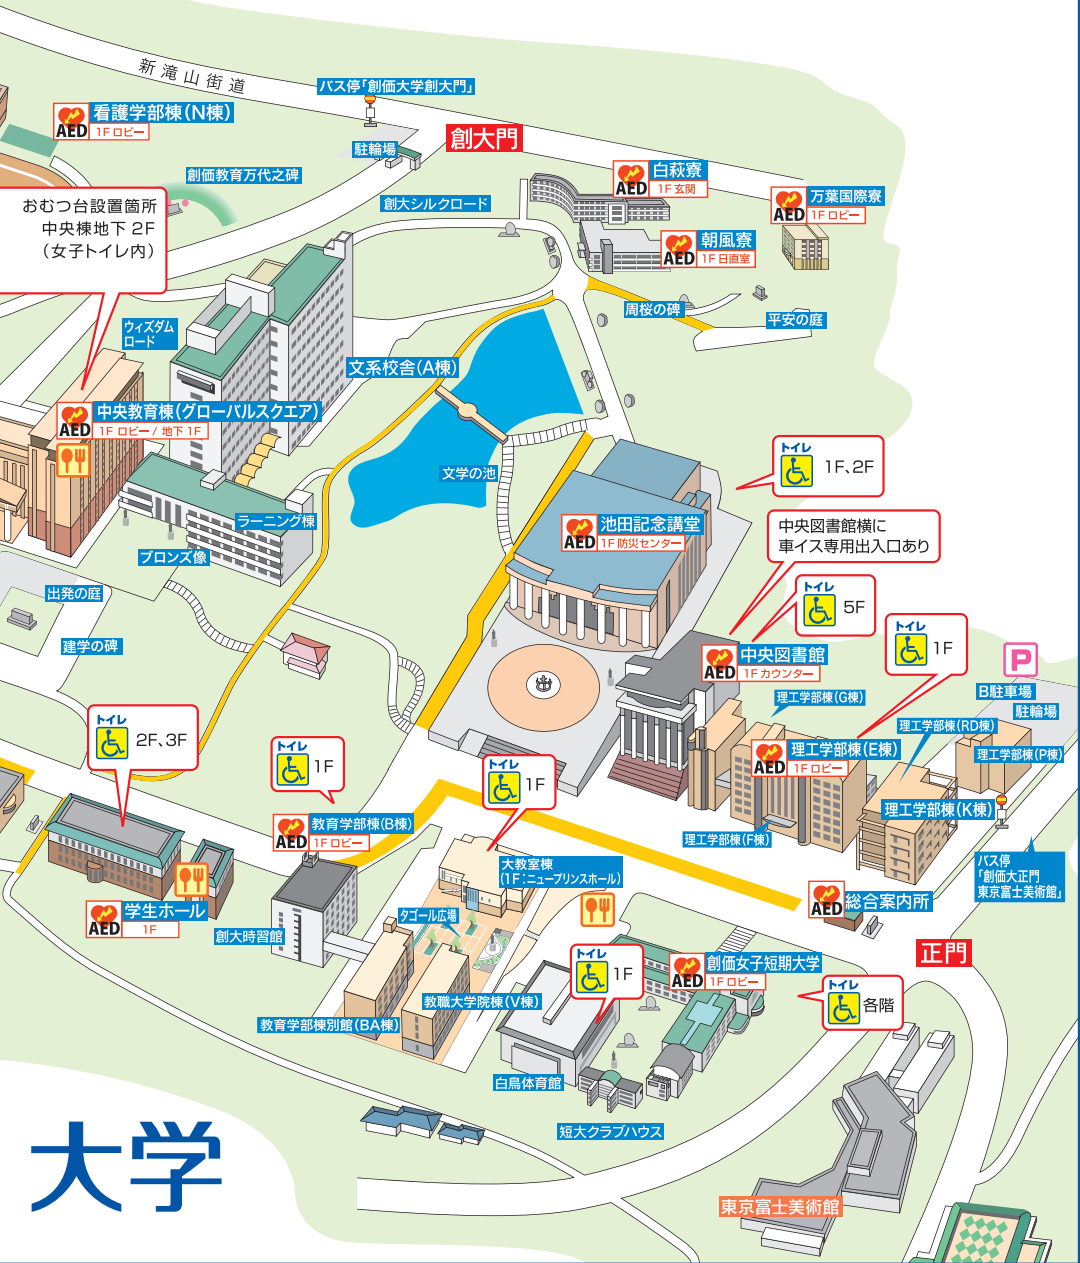 新滝山街道
バス停「創価大学創大門」
看護学部棟(N棟)
AED
1Fロビー
創大門
駐輪場
創価教育万代之碑
創大シルクロード
白萩寮
AED
1F玄関
万葉国際寮
AED
1Fロビー
朝風寮
AED
1F日直室
おむつ台設置箇所
中央棟地下2F
(女子トイレ内)
周桜の碑
平安の庭
ウィズダム
ロード
文系校舎(A棟)
中央教育棟(グローバルスクエア)
AED
1Fロビー/地下1F
文学の池
トイレ
1F、2F
ラーニング棟
池田記念講堂
AED
1F防災センター
中央図書館横に
車イス専用出入口あり
ブロンズ像
出発の庭
トイレ
5F
建学の碑
トイレ
1F
中央図書館
AED
1Fカウンター
P
B駐車場
駐輪場
理工学部棟(G棟)
理工学部棟(RD棟)
理工学部棟(P棟)
トイレ
2F、3F
トイレ
1F
トイレ
1F
理工学部棟(E棟)
AED
1Fロビー
理工学部棟(K棟)
理工学部棟(F棟)
教育学部棟(B棟)
AED
1Fロビー
大教室棟
(1F:ニュープリンスホール)
バス停
「創価大正門
東京富士美術館」
総合案内所
AED
学生ホール
AED
1F
タゴール広場
創大時習館
正門
創価女子短期大学
AED
1Fロビー
トイレ
1F
トイレ
各階
教職大学院棟(V棟)
教育学部棟別館(BA棟)
白鳥体育館
短大クラブハウス
大学
東京富士美術館